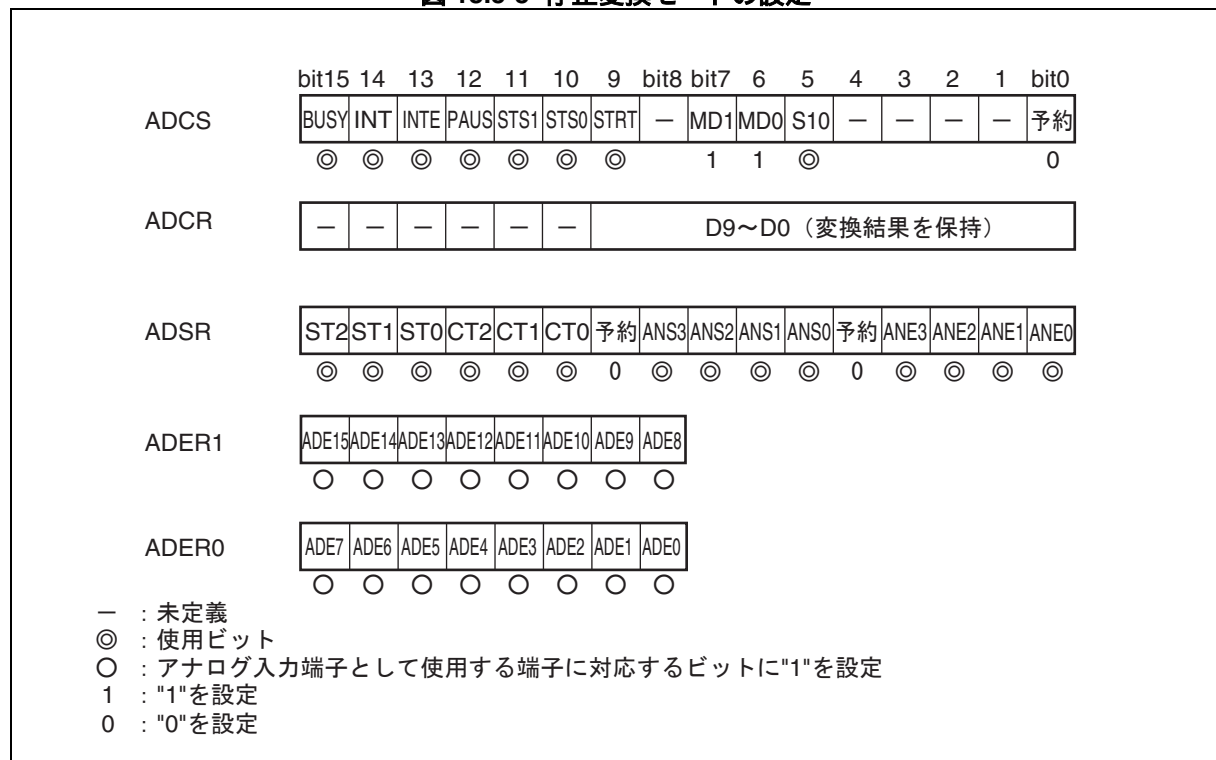 bit15 14 13 12 11 10 9 bit8 bit7 6 5 4 3 2 1 bit0
ADCS BUSY INT INTE PAUS STS1 STS0 STRT － MD1 MD0 S10 － － － － 予約
◎ ◎ ◎ ◎ ◎ ◎ ◎ 1 1 ◎ 0
ADCR － － － － － － D9～D0（変換結果を保持）
ADSR ST2 ST1 ST0 CT2 CT1 CT0 予約 ANS3 ANS2 ANS1 ANS0 予約 ANE3 ANE2 ANE1 ANE0
◎ ◎ ◎ ◎ ◎ ◎ 0 ◎ ◎ ◎ ◎ 0 ◎ ◎ ◎ ◎
ADER1 ADE15 ADE14 ADE13 ADE12 ADE11 ADE10 ADE9 ADE8
○ ○ ○ ○ ○ ○ ○ ○
ADER0 ADE7 ADE6 ADE5 ADE4 ADE3 ADE2 ADE1 ADE0
○ ○ ○ ○ ○ ○ ○ ○
－ : 未定義
◎ : 使用ビット
○ : アナログ入力端子として使用する端子に対応するビットに"1"を設定
1 : "1"を設定
0 : "0"を設定